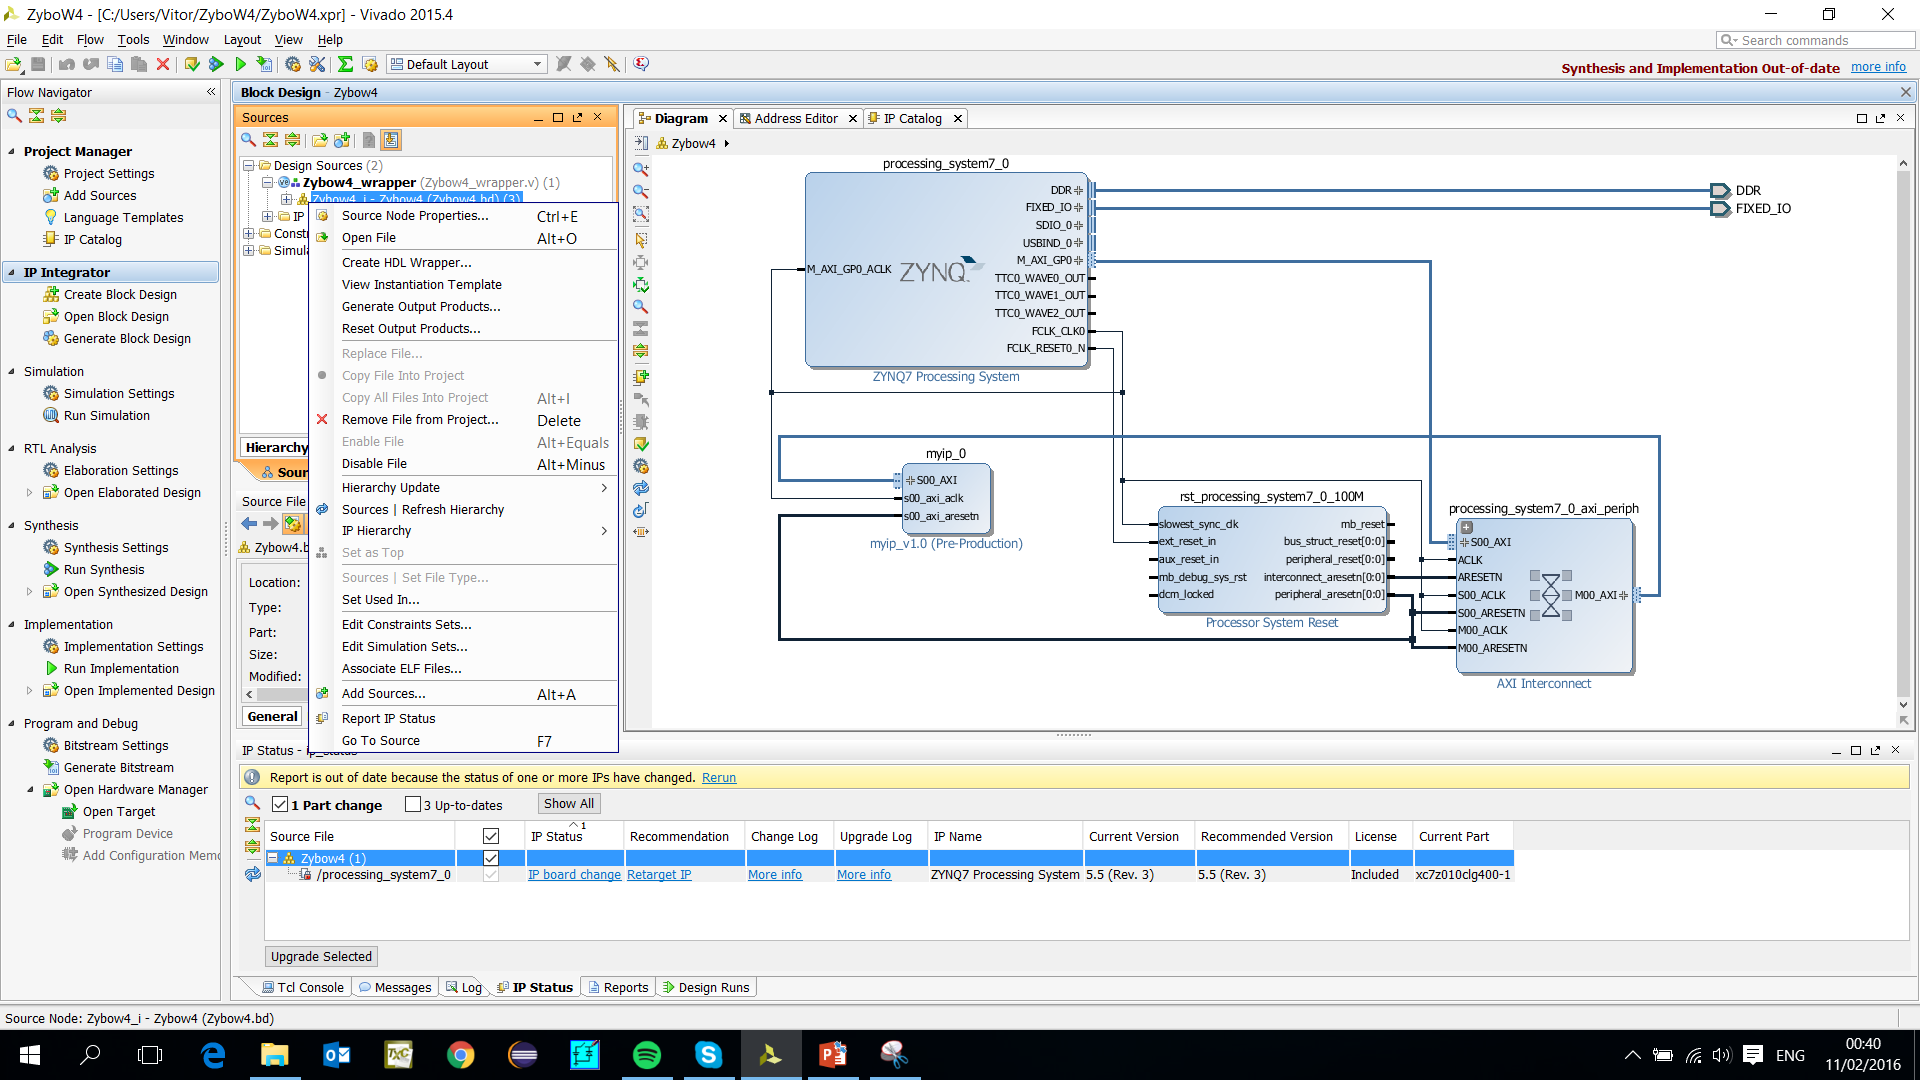 ZyboW4 - [C:/Users/Vitor/ZyboW4/ZyboW4.xpr] - Vivado 2015.4
File Edit Flow Tools Window Layout View Help
Search commands
Default Layout
Synthesis and Implementation Out-of-date more info
Flow Navigator
Project Manager
Project Settings
Add Sources
Language Templates
IP Catalog
IP Integrator
Create Block Design
Open Block Design
Generate Block Design
Simulation
Simulation Settings
Run Simulation
RTL Analysis
Elaboration Settings
Open Elaborated Design
Synthesis
Synthesis Settings
Run Synthesis
Open Synthesized Design
Implementation
Implementation Settings
Run Implementation
Open Implemented Design
Program and Debug
Bitstream Settings
Generate Bitstream
Open Hardware Manager
Open Target
Program Device
Add Configuration Memo
Block Design - Zybow4
Sources
Design Sources (2)
Zybow4_wrapper (Zybow4_wrapper.v) (1)
Zybow4_i - Zybow4 (Zybow4.bd) (3)
IP
Constr
Simula
Hierarchy
Sour
Source File
Zybow4.b
Location:
Type:
Part:
Size:
Modified:
General
Source Node Properties... Ctrl+E
Open File Alt+O
Create HDL Wrapper...
View Instantiation Template
Generate Output Products...
Reset Output Products...
Replace File...
Copy File Into Project
Copy All Files Into Project Alt+I
Remove File from Project... Delete
Enable File Alt+Equals
Disable File Alt+Minus
Hierarchy Update
Sources | Refresh Hierarchy
IP Hierarchy
Set as Top
Sources | Set File Type...
Set Used In...
Edit Constraints Sets...
Edit Simulation Sets...
Associate ELF Files...
Add Sources... Alt+A
Report IP Status
Go To Source F7
Diagram Address Editor IP Catalog
Zybow4
processing_system7_0
DDR
FIXED_IO
SDIO_0
USBIND_0
M_AXI_GP0
TTC0_WAVE0_OUT
TTC0_WAVE1_OUT
TTC0_WAVE2_OUT
FCLK_CLK0
FCLK_RESET0_N
M_AXI_GP0_ACLK
ZYNQ
ZYNQ7 Processing System
DDR
FIXED_IO
myip_0
S00_AXI
s00_axi_aclk
s00_axi_aresetn
myip_v1.0 (Pre-Production)
rst_processing_system7_0_100M
slowest_sync_clk mb_reset
ext_reset_in bus_struct_reset[0:0]
aux_reset_in peripheral_reset[0:0]
mb_debug_sys_rst interconnect_aresetn[0:0]
dcm_locked peripheral_aresetn[0:0]
Processor System Reset
processing_system7_0_axi_periph
S00_AXI
ACLK
ARESETN
S00_ACLK M00_AXI
S00_ARESETN
M00_ACLK
M00_ARESETN
AXI Interconnect
IP Status - ip_status
Report is out of date because the status of one or more IPs have changed. Rerun
1 Part change 3 Up-to-dates Show All
Source File IP Status 1 Recommendation Change Log Upgrade Log IP Name Current Version Recommended Version License Current Part
Zybow4 (1)
/processing_system7_0 IP board change Retarget IP More info More info ZYNQ7 Processing System 5.5 (Rev. 3) 5.5 (Rev. 3) Included xc7z010clg400-1
Upgrade Selected
Tcl Console Messages Log IP Status Reports Design Runs
Source Node: Zybow4_i - Zybow4 (Zybow4.bd)
ENG
00:40
11/02/2016